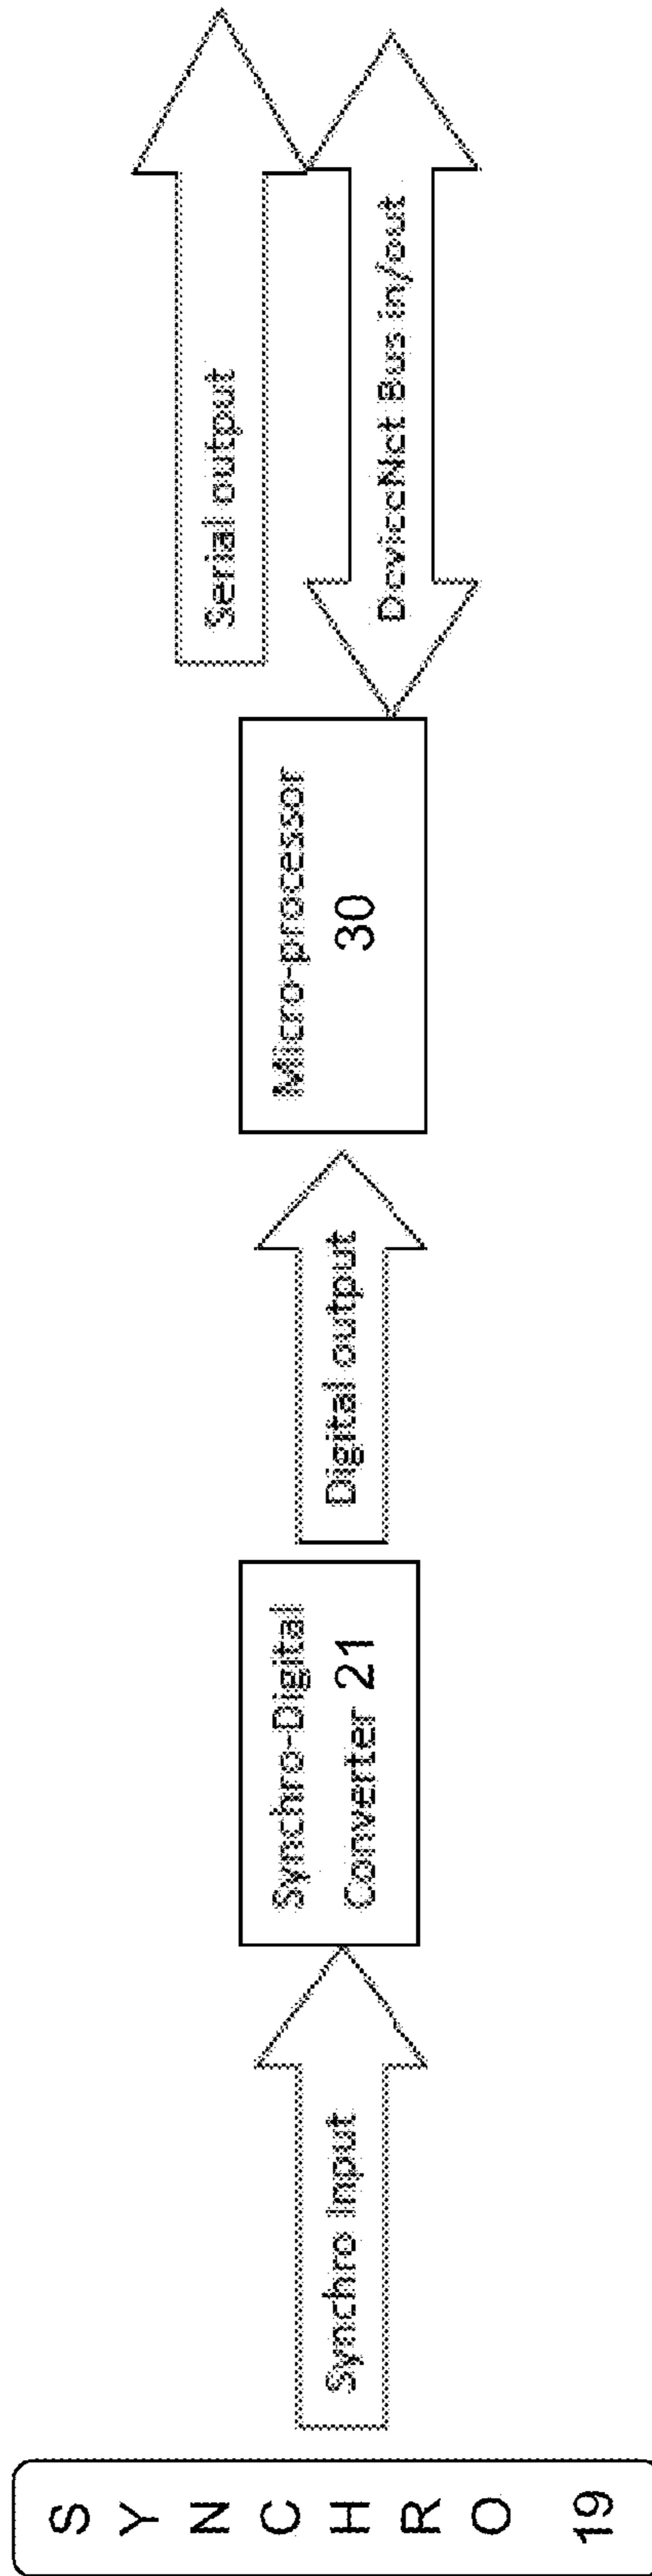 SYNCHRO 19
Synchro Input
Synchro-Digital
Converter 21
Digital output
Micro-processor
30
Serial output
DeviceNet Bus in/out